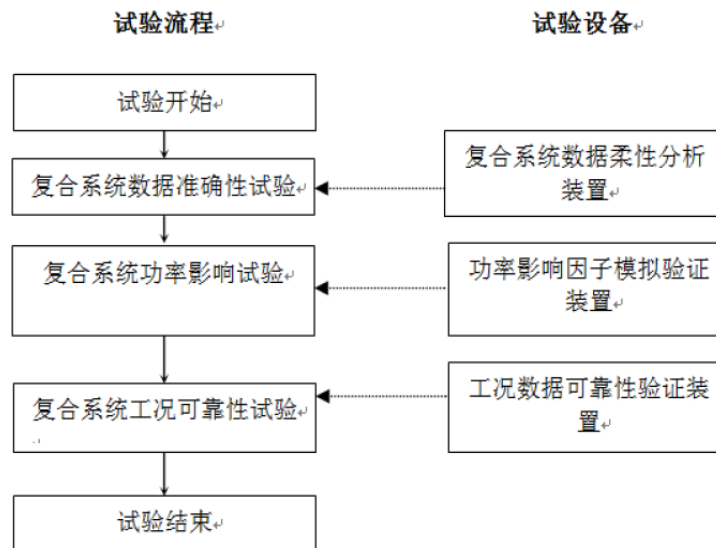 试验流程
试验设备
试验开始
复合系统数据柔性分析
装置
复合系统数据准确性试验
复合系统功率影响试验
功率影响因子模拟验证
装置
工况数据可靠性验证装
置
复合系统工况可靠性试验
试验结束